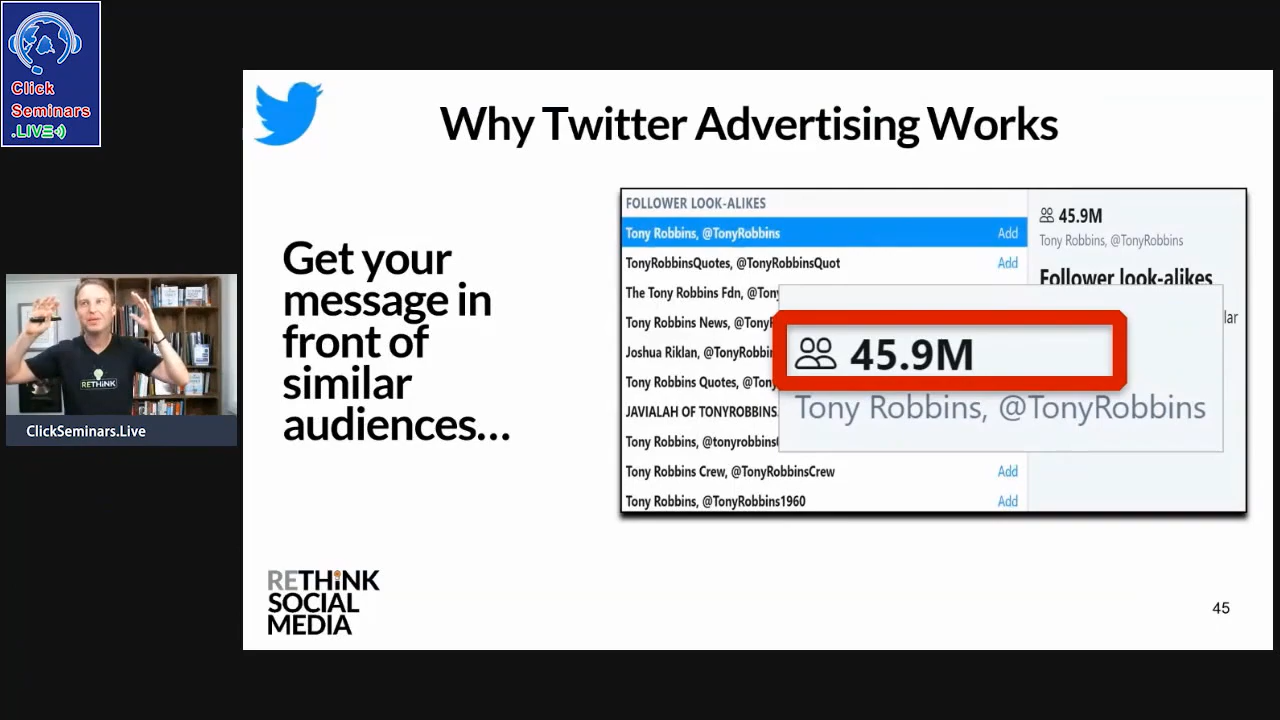 Click
Seminars
.LIVE
Why Twitter Advertising Works
Get your
message in
front of
similar
audiences...
FOLLOWER LOOK-ALIKES
Tony Robbins, @TonyRobbins Add
TonyRobbinsQuotes, @TonyRobbinsQuot Add
The Tony Robbins Fdn, @Tony
Tony Robbins News, @TonyR
Joshua Riklan, @TonyRobbin
Tony Robbins Quotes, @Tony
JAVIALAH OF TONYROBBINS.
Tony Robbins, @tonyrobbinst
Tony Robbins Crew, @TonyRobbinsCrew Add
Tony Robbins, @TonyRobbins1960 Add
45.9M
Tony Robbins, @TonyRobbins
Follower look-alikes
lar
45.9M
Tony Robbins, @TonyRobbins
RETHiNK
ClickSeminars.Live
RETHiNK
SOCIAL
MEDIA
45